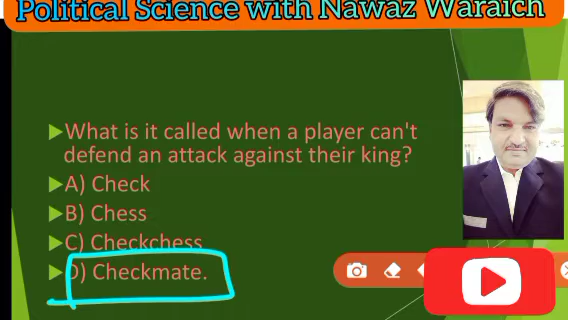 Political Science with Nawaz Waraich
What is it called when a player can't
defend an attack against their king?
A) Check
B) Chess
C) Checkchess
D) Checkmate.